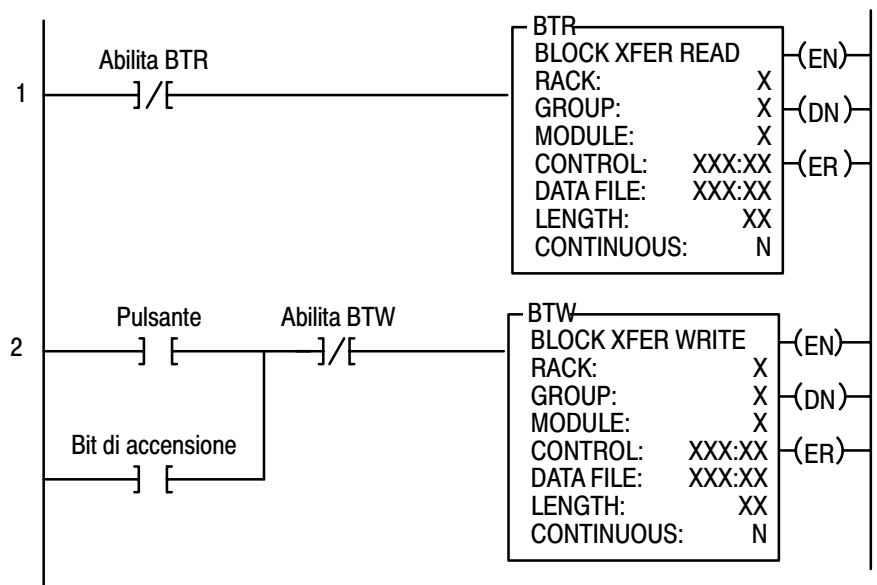 BTR
BLOCK XFER READ
(EN)
Abilita BTR
1
]/[
RACK: X
GROUP: X
(DN)
MODULE: X
CONTROL: XXX:XX
(ER)
DATA FILE: XXX:XX
LENGTH: XX
CONTINUOUS: N
BTW
Pulsante
Abilita BTW
BLOCK XFER WRITE
(EN)
2
] [
]/[
RACK: X
GROUP: X
(DN)
MODULE: X
Bit di accensione
CONTROL: XXX:XX
(ER)
] [
DATA FILE: XXX:XX
LENGTH: XX
CONTINUOUS: N